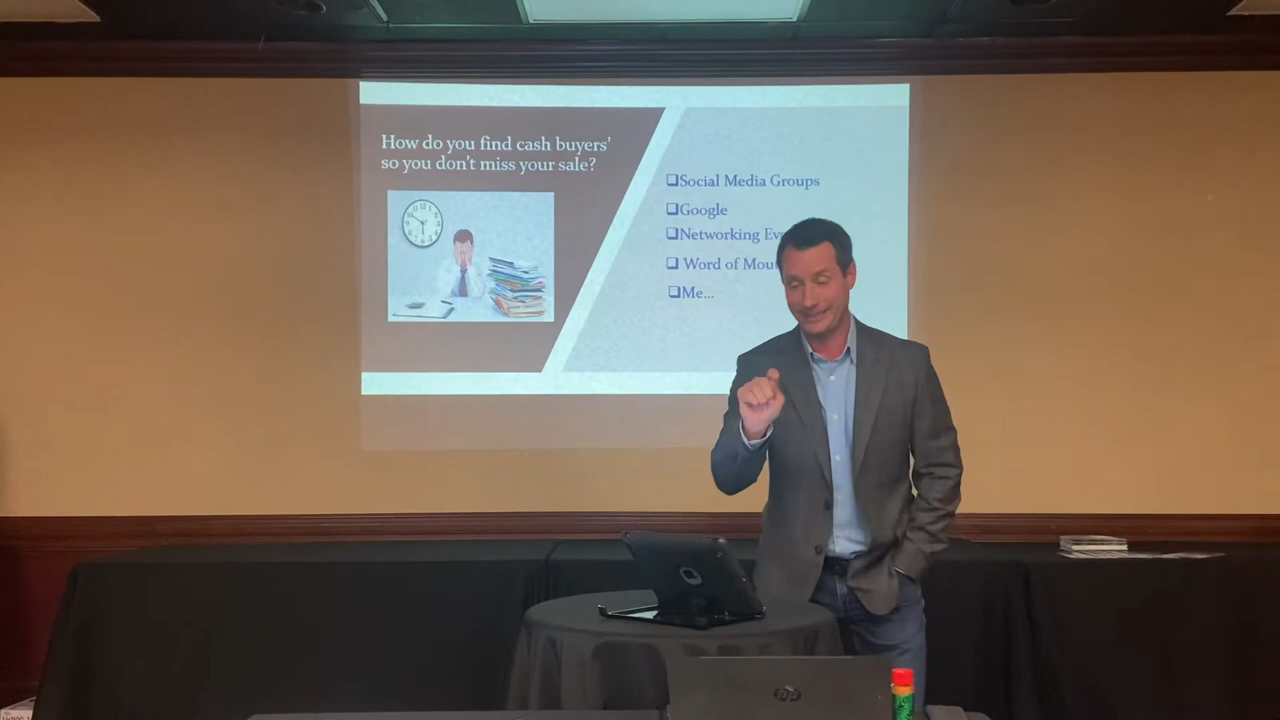 How do you find cash buyers'
so you don't miss your sale?
❑Social Media Groups
❑Google
❑Networking
❑ Word of
❑Me...
hp